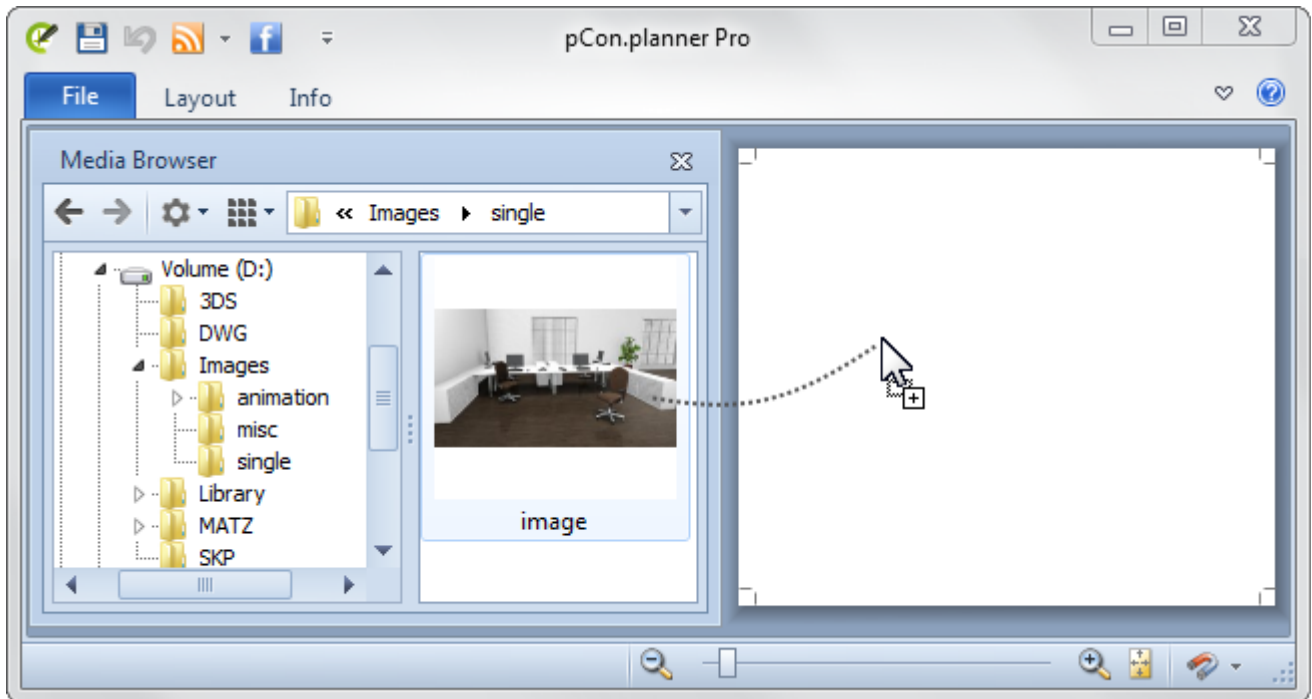 pCon.planner Pro
File Layout Info
Media Browser
« Images single
Volume (D:)
3DS
DWG
Images
animation
misc
single
Library
MATZ
SKP
image